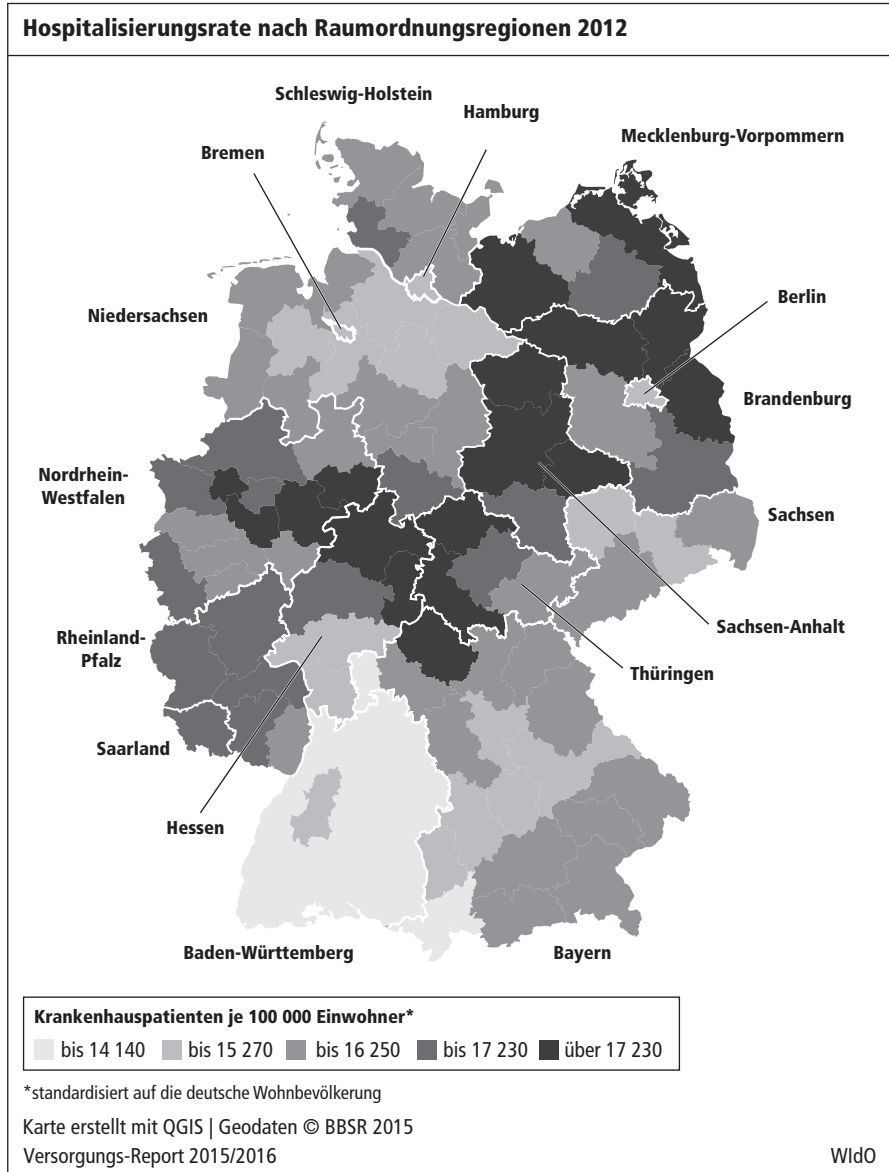 Hospitalisierungsrate nach Raumordnungsregionen 2012
Schleswig-Holstein
Hamburg
Mecklenburg-Vorpommern
Bremen
Berlin
Niedersachsen
Brandenburg
Nordrhein-
Westfalen
Sachsen
Sachsen-Anhalt
Rheinland-
Pfalz
Thüringen
Saarland
Hessen
Baden-Württemberg
Bayern
Krankenhauspatienten je 100 000 Einwohner*
bis 14 140 bis 15 270 bis 16 250 bis 17 230 über 17 230
*standardisiert auf die deutsche Wohnbevölkerung
Karte erstellt mit QGIS | Geodaten © BBSR 2015
Versorgungs-Report 2015/2016 WIdO